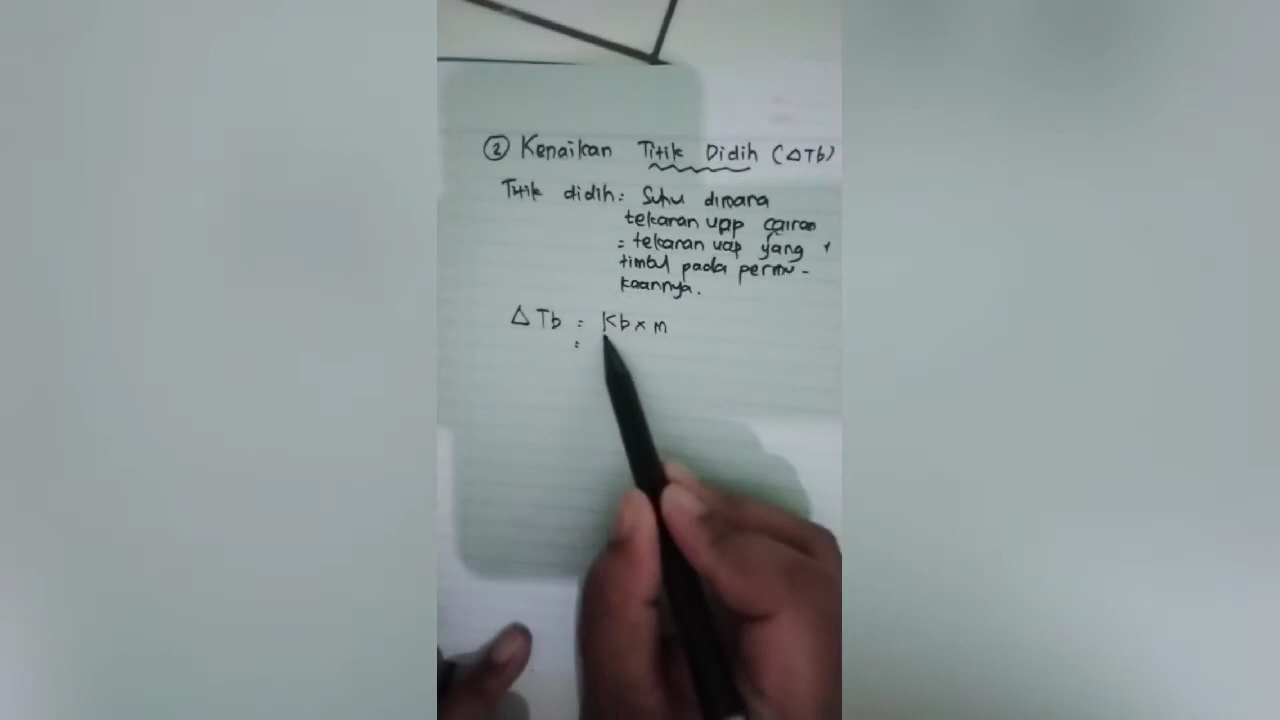 ② Kenaikan Titik Didih (ΔTb)
Titik didih : Suhu dimana
tekanan uap cairan
= tekanan uap yang
timbul pada permu-
kaannya.
ΔTb = Kb x m
=